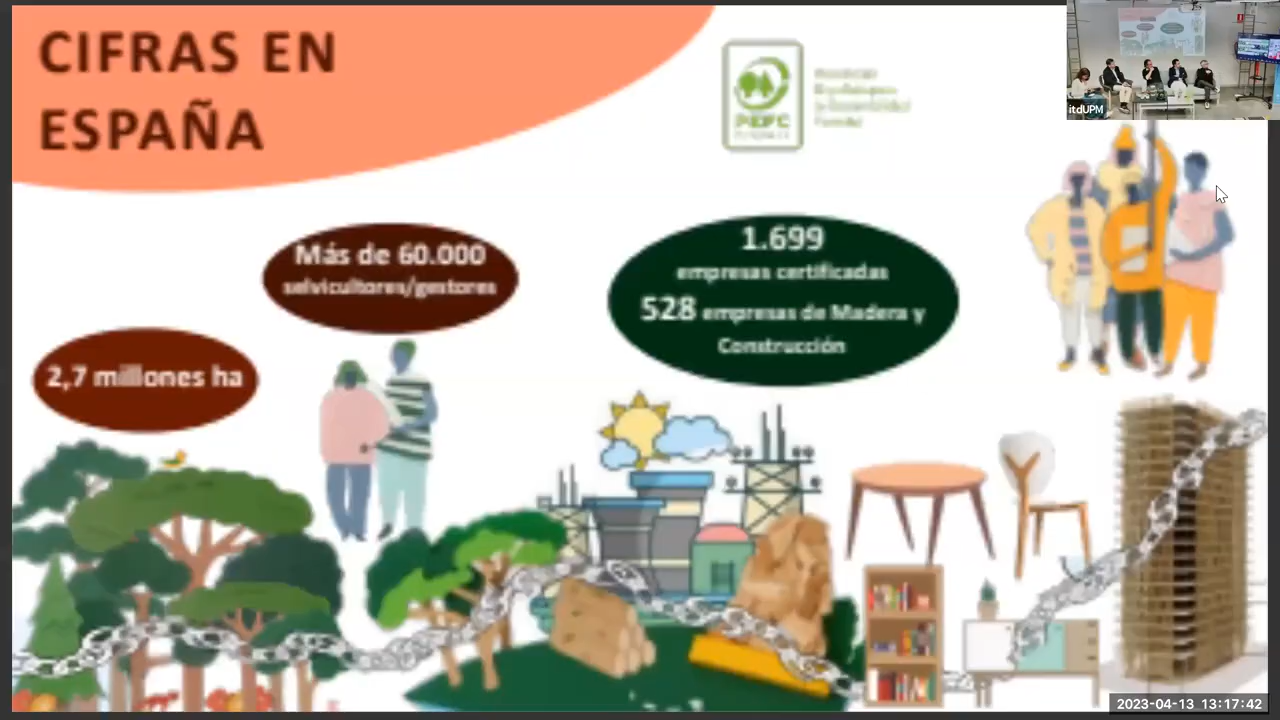 CIFRAS EN
ESPAÑA
PEFC
itdUPM
Más de 60.000
selvicultores/gestores
1.699
empresas certificadas
528 empresas de Madera y
Construcción
2,7 millones ha
2023-04-13 13:17:42